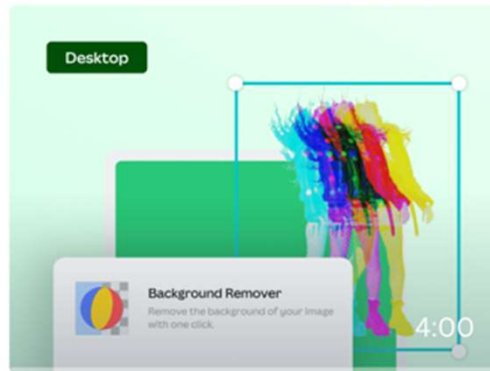 Desktop
Background Remover
Remove the background of your image
with one click.
4:00